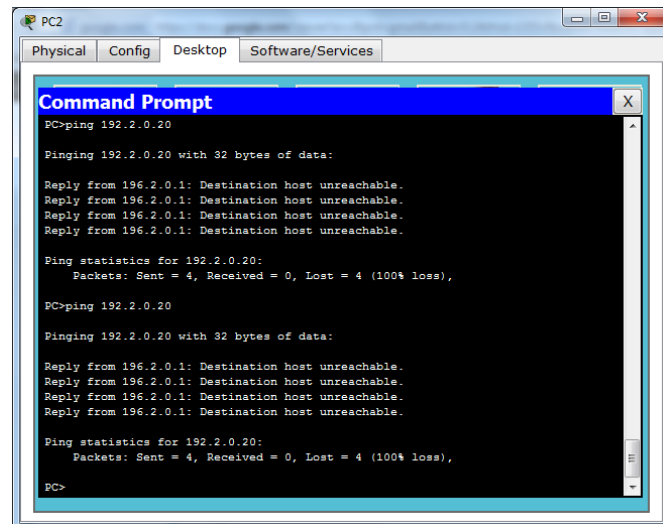 PC2
Physical Config Desktop Software/Services
Command Prompt X
PC>ping 192.2.0.20
Pinging 192.2.0.20 with 32 bytes of data:
Reply from 196.2.0.1: Destination host unreachable.
Reply from 196.2.0.1: Destination host unreachable.
Reply from 196.2.0.1: Destination host unreachable.
Reply from 196.2.0.1: Destination host unreachable.
Ping statistics for 192.2.0.20:
Packets: Sent = 4, Received = 0, Lost = 4 (100% loss),
PC>ping 192.2.0.20
Pinging 192.2.0.20 with 32 bytes of data:
Reply from 196.2.0.1: Destination host unreachable.
Reply from 196.2.0.1: Destination host unreachable.
Reply from 196.2.0.1: Destination host unreachable.
Reply from 196.2.0.1: Destination host unreachable.
Ping statistics for 192.2.0.20:
Packets: Sent = 4, Received = 0, Lost = 4 (100% loss),
PC>